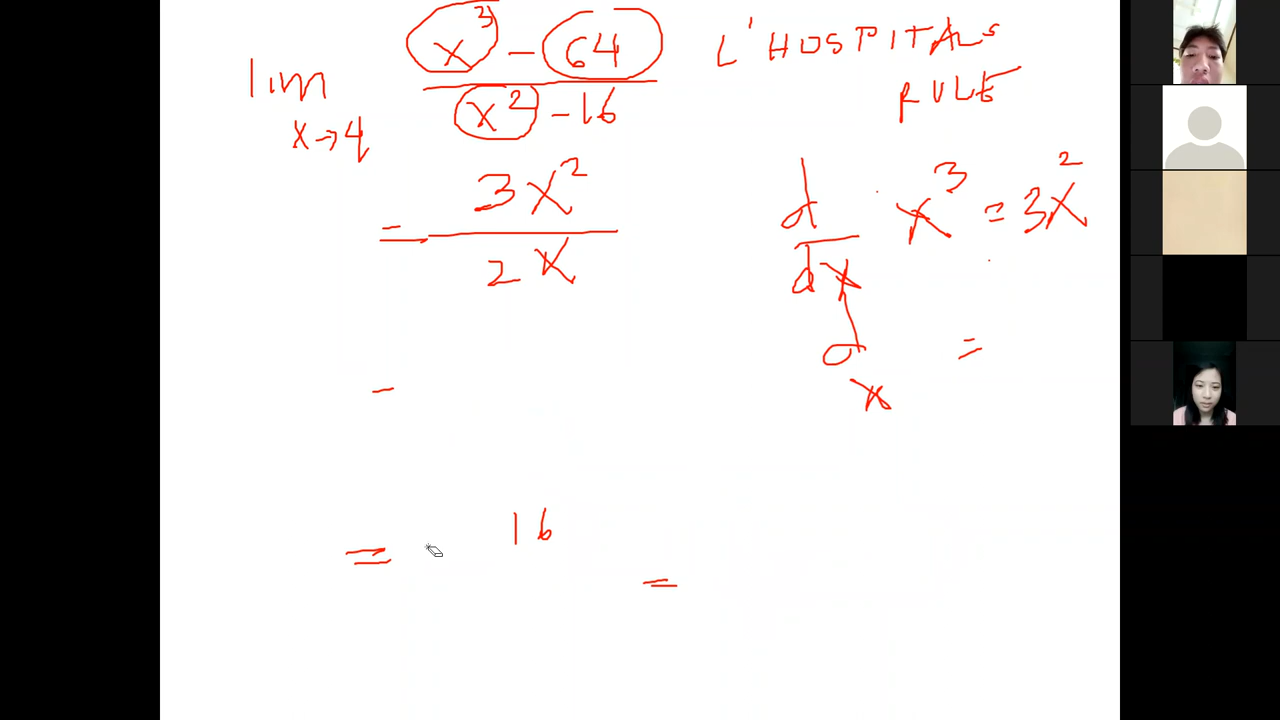 lim x→4 x³ - 64 / x² - 16
L'HOSPITALS
RULE
= 3x² / 2x
d/dx x³ = 3x²
d x =
-
= 16 =